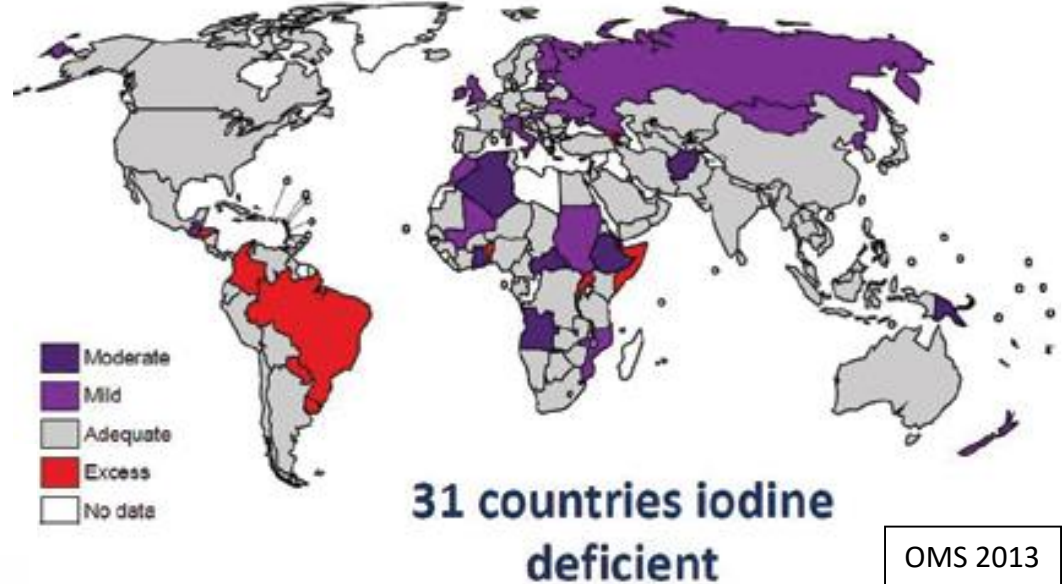 Moderate
Mild
Adequate
Excess
No data
31 countries iodine
deficient
OMS 2013